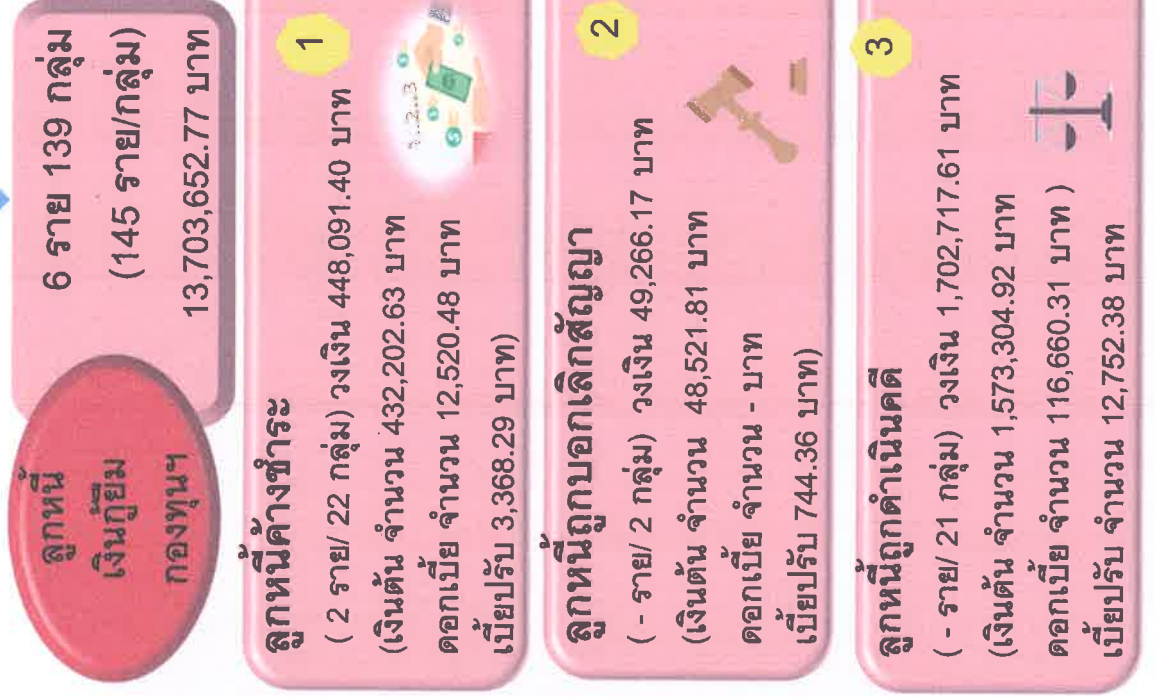 ลูกหนี้
เงินกู้ยืม
กองทุนฯ
6 ราย 139 กลุ่ม
(145 ราย/กลุ่ม)
13,703,652.77 บาท
1
ลูกหนี้ค้างชำระ
( 2 ราย/ 22 กลุ่ม) วงเงิน 448,091.40 บาท
(เงินต้น จำนวน 432,202.63 บาท
ดอกเบี้ย จำนวน 12,520.48 บาท
เบี้ยปรับ 3,368.29 บาท)
1..2...3
2
ลูกหนี้ถูกบอกเลิกสัญญา
( - ราย/ 2 กลุ่ม) วงเงิน 49,266.17 บาท
(เงินต้น จำนวน 48,521.81 บาท
ดอกเบี้ย จำนวน - บาท
เบี้ยปรับ 744.36 บาท)
3
ลูกหนี้ถูกดำเนินคดี
( - ราย/ 21 กลุ่ม) วงเงิน 1,702,717.61 บาท
(เงินต้น จำนวน 1,573,304.92 บาท
ดอกเบี้ย จำนวน 116,660.31 บาท )
เบี้ยปรับ จำนวน 12,752.38 บาท